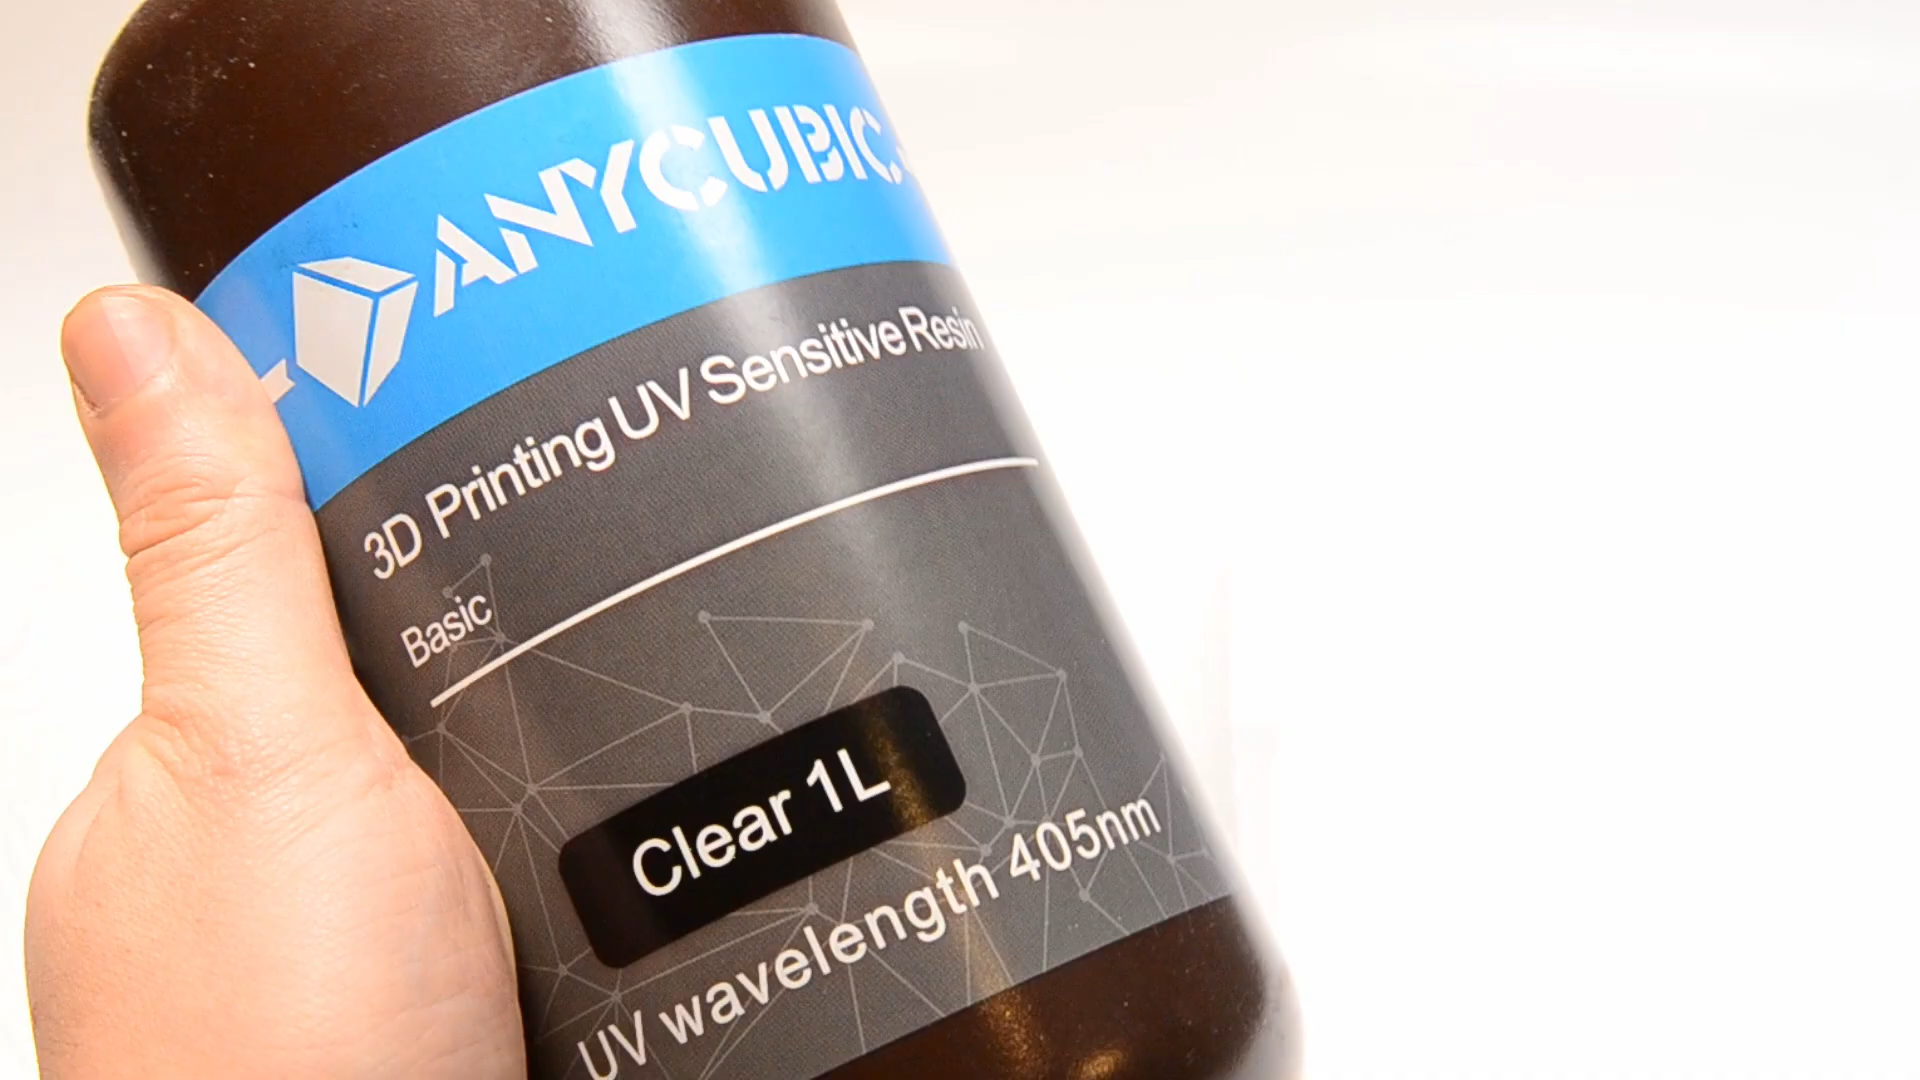 ANYCUBIC
3D Printing UV Sensitive Resin
Basic
Clear 1L
UV wavelength 405nm